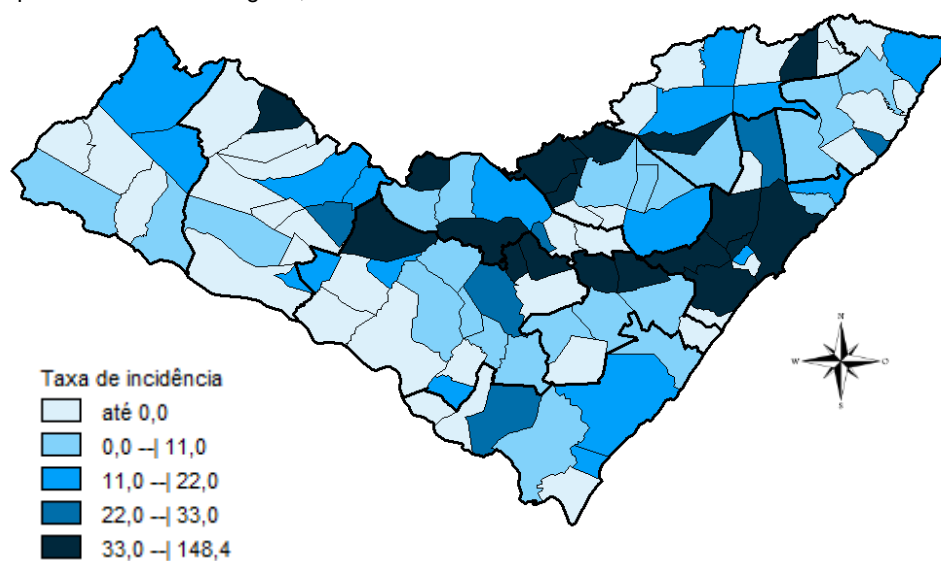 N
W O
S
Taxa de incidência
até 0,0
0,0 --| 11,0
11,0 --| 22,0
22,0 --| 33,0
33,0 --| 148,4